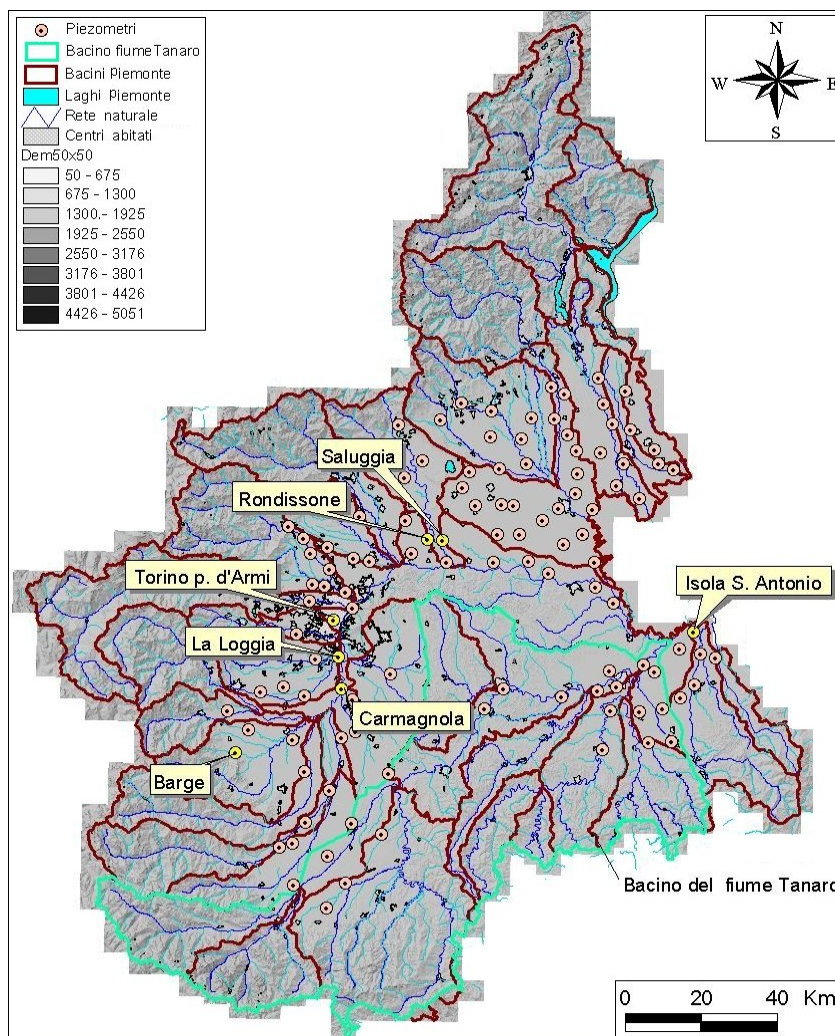 Piezometri
Bacino fiume Tanaro
Bacini Piemonte
Laghi Piemonte
Rete naturale
Centri abitati
Dem50x50
50 - 675
675 - 1300
1300.- 1925
1925 - 2550
2550 - 3176
3176 - 3801
3801 - 4426
4426 - 5051
N
W E
S
Saluggia
Rondissone
Torino p. d'Armi
Isola S. Antonio
La Loggia
Carmagnola
Barge
Bacino del fiume Tanaro
0 20 40 Km